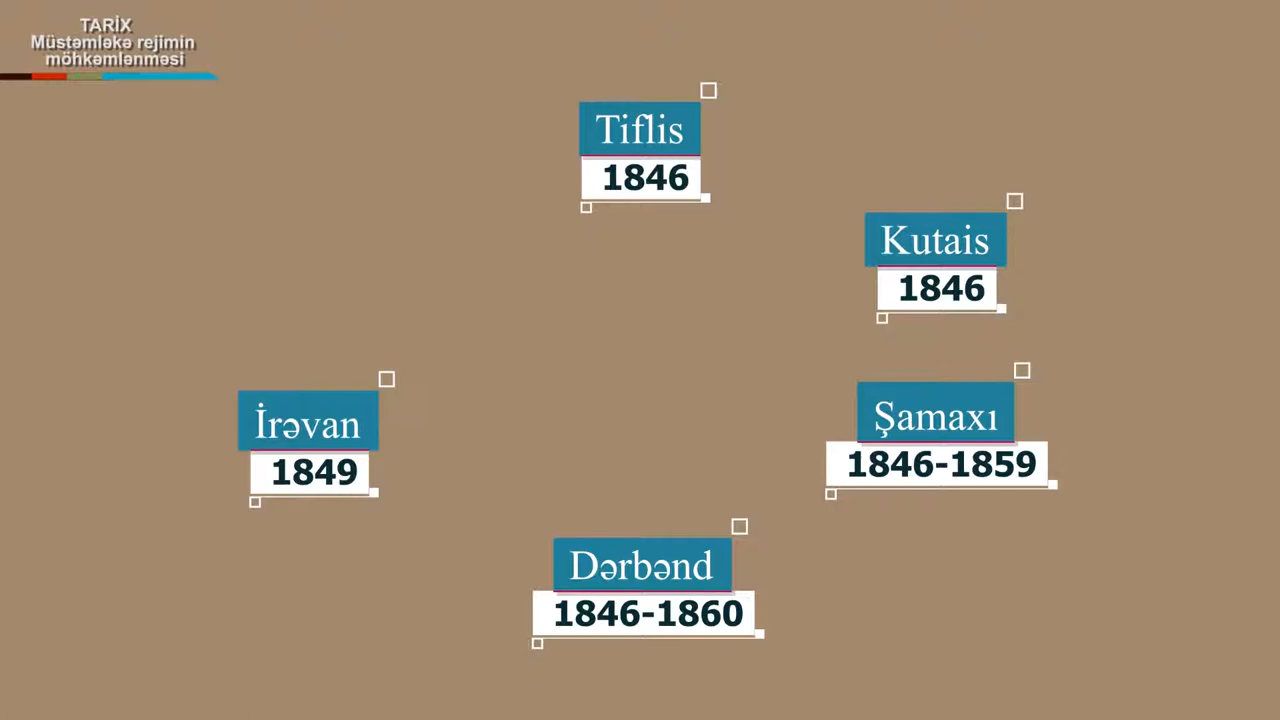 TARİX
Müstəmləkə rejimin
möhkəmlənməsi
Tiflis
1846
Kutais
1846
İrəvan
1849
Şamaxı
1846-1859
Dərbənd
1846-1860